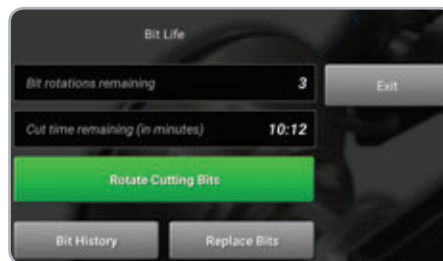 Bit Life
Bit rotations remaining 3
Exit
Cut time remaining (in minutes) 10:12
Rotate Cutting Bits
Bit History
Replace Bits